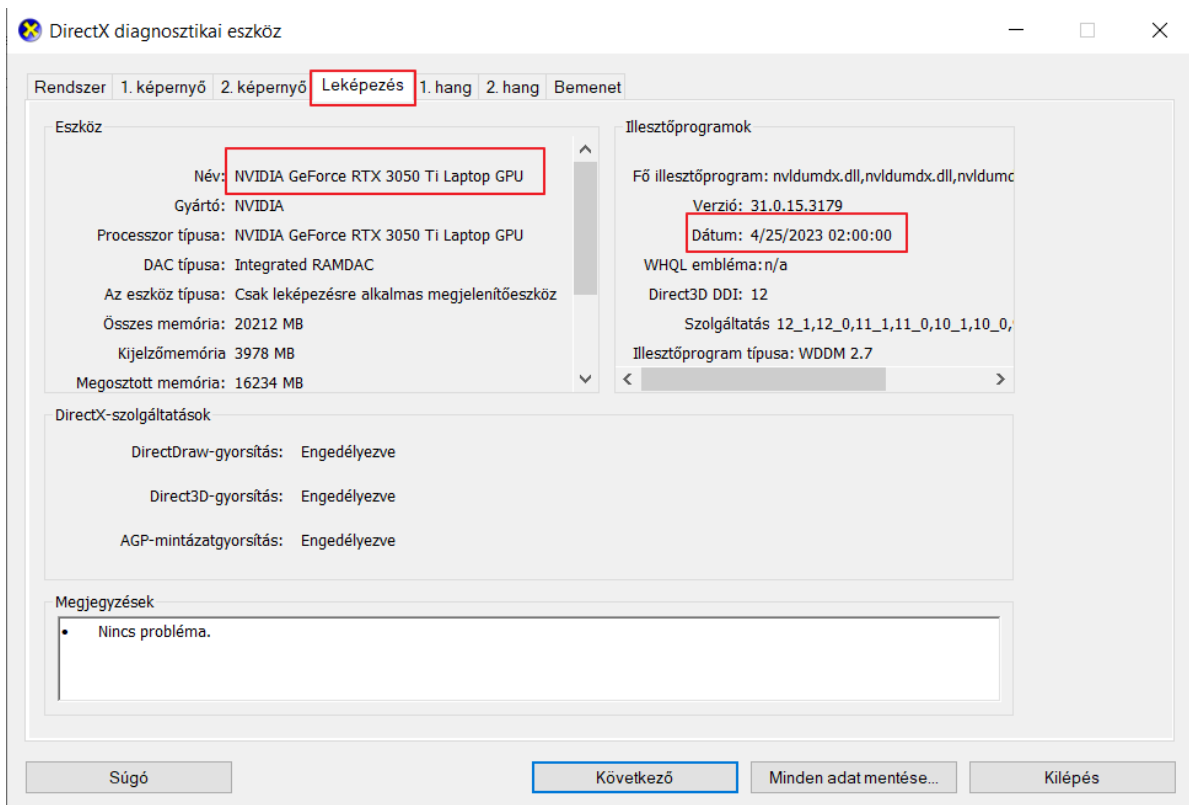 DirectX diagnosztikai eszköz
Rendszer 1. képernyő 2. képernyő Leképezés 1. hang 2. hang Bemenet
Eszköz
Név: NVIDIA GeForce RTX 3050 Ti Laptop GPU
Gyártó: NVIDIA
Processzor típusa: NVIDIA GeForce RTX 3050 Ti Laptop GPU
DAC típusa: Integrated RAMDAC
Az eszköz típusa: Csak leképezésre alkalmas megjelenítőeszköz
Összes memória: 20212 MB
Kijelzőmemória 3978 MB
Megosztott memória: 16234 MB
Illesztőprogramok
Fő illesztőprogram: nvldumdx.dll,nvldumdx.dll,nvldumd
Verzió: 31.0.15.3179
Dátum: 4/25/2023 02:00:00
WHQL embléma: n/a
Direct3D DDI: 12
Szolgáltatás 12_1,12_0,11_1,11_0,10_1,10_0,
Illesztőprogram típusa: WDDM 2.7
DirectX-szolgáltatások
DirectDraw-gyorsítás: Engedélyezve
Direct3D-gyorsítás: Engedélyezve
AGP-mintázatgyorsítás: Engedélyezve
Megjegyzések
• Nincs probléma.
Súgó Következő Minden adat mentése... Kilépés